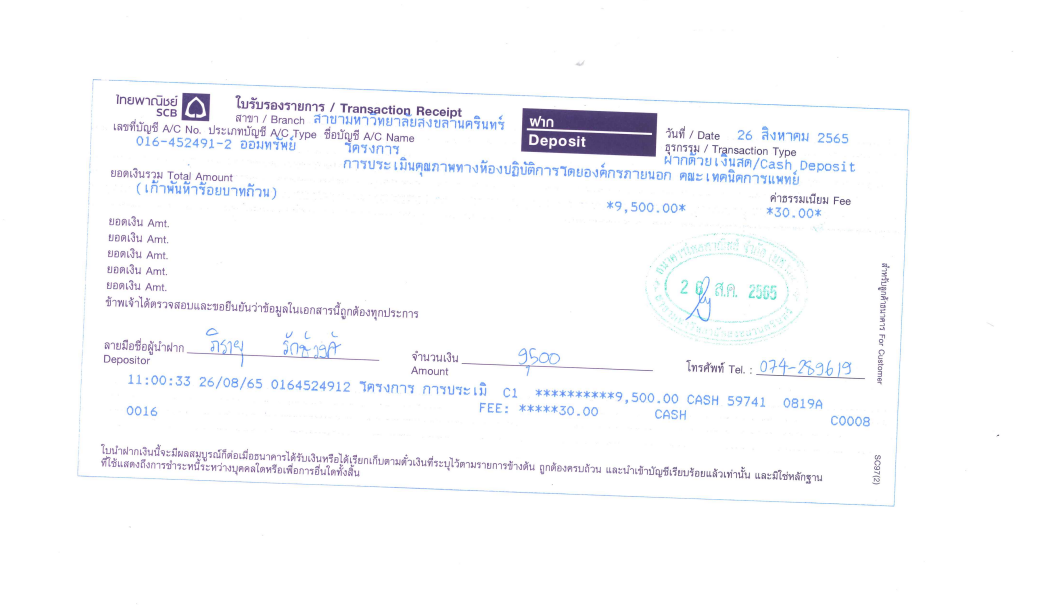 ไทยพาณิชย์
SCB
ใบรับรองรายการ / Transaction Receipt
สาขา / Branch สาขามหาวิทยาลัยสงขลานครินทร์
เลขที่บัญชี A/C No. ประเภทบัญชี A/C Type ชื่อบัญชี A/C Name
016-452491-2 ออมทรัพย์ โครงการ
การประเมินคุณภาพทางห้องปฏิบัติการโดยองค์กรภายนอก คณะเทคนิคการแพทย์
ฝาก
Deposit
วันที่ / Date 26 สิงหาคม 2565
ธุรกรรม / Transaction Type
ฝากด้วยเงินสด/Cash Deposit
ยอดเงินรวม Total Amount
(เก้าพันห้าร้อยบาทถ้วน)
*9,500.00*
ค่าธรรมเนียม Fee
*30.00*
ยอดเงิน Amt.
ยอดเงิน Amt.
ยอดเงิน Amt.
ยอดเงิน Amt.
ยอดเงิน Amt.
2 6 ส.ค. 2565
ข้าพเจ้าได้ตรวจสอบและขอยืนยันว่าข้อมูลในเอกสารนี้ถูกต้องทุกประการ
ลายมือชื่อผู้นำฝาก
Depositor
จำนวนเงิน 9500
Amount
โทรศัพท์ Tel. : 074-289619
11:00:33 26/08/65 0164524912 โครงการ การประเมิ C1 **********9,500.00 CASH 59741 0819A
FEE: *****30.00 CASH C0008
0016
ใบนำฝากเงินนี้จะมีผลสมบูรณ์ก็ต่อเมื่อธนาคารได้รับเงินหรือได้เรียกเก็บตามตั๋วเงินที่ระบุไว้ตามรายการข้างต้น ถูกต้องครบถ้วน และนำเข้าบัญชีเรียบร้อยแล้วเท่านั้น และมิใช่หลักฐาน
ที่ใช้แสดงถึงการชำระหนี้ระหว่างบุคคลใดหรือเพื่อการอื่นใดทั้งสิ้น
สำหรับลูกค้าธนาคาร For Customer
SC97(2)